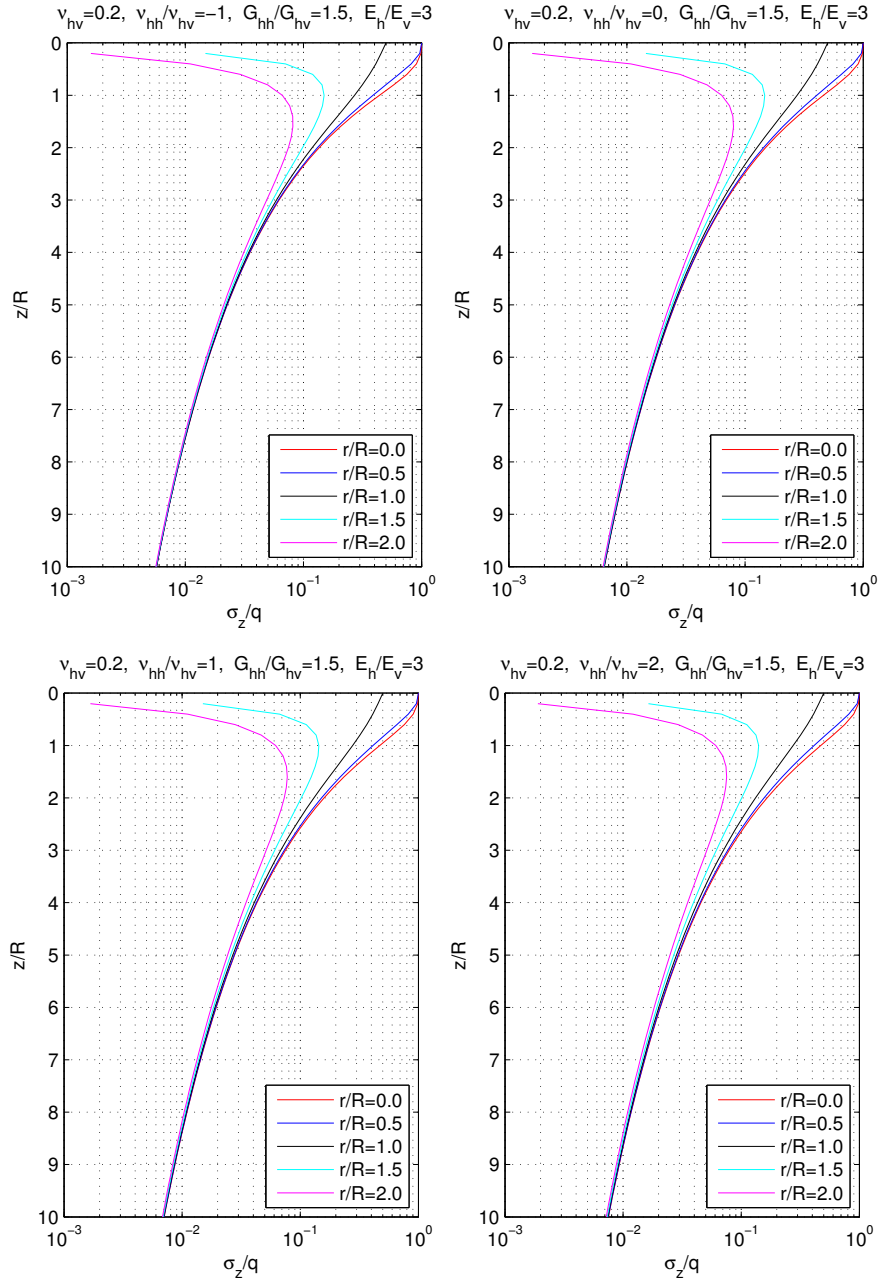 ν_hv=0.2, ν_hh/ν_hv=−1, G_hh/G_hv=1.5, E_h/E_v=3
0
1
2
3
4
5
6
7
8
9
10
z/R
r/R=0.0
r/R=0.5
r/R=1.0
r/R=1.5
r/R=2.0
10⁻³
10⁻²
10⁻¹
10⁰
σ_z/q
ν_hv=0.2, ν_hh/ν_hv=0, G_hh/G_hv=1.5, E_h/E_v=3
0
1
2
3
4
5
6
7
8
9
10
z/R
r/R=0.0
r/R=0.5
r/R=1.0
r/R=1.5
r/R=2.0
10⁻³
10⁻²
10⁻¹
10⁰
σ_z/q
ν_hv=0.2, ν_hh/ν_hv=1, G_hh/G_hv=1.5, E_h/E_v=3
0
1
2
3
4
5
6
7
8
9
10
z/R
r/R=0.0
r/R=0.5
r/R=1.0
r/R=1.5
r/R=2.0
10⁻³
10⁻²
10⁻¹
10⁰
σ_z/q
ν_hv=0.2, ν_hh/ν_hv=2, G_hh/G_hv=1.5, E_h/E_v=3
0
1
2
3
4
5
6
7
8
9
10
z/R
r/R=0.0
r/R=0.5
r/R=1.0
r/R=1.5
r/R=2.0
10⁻³
10⁻²
10⁻¹
10⁰
σ_z/q